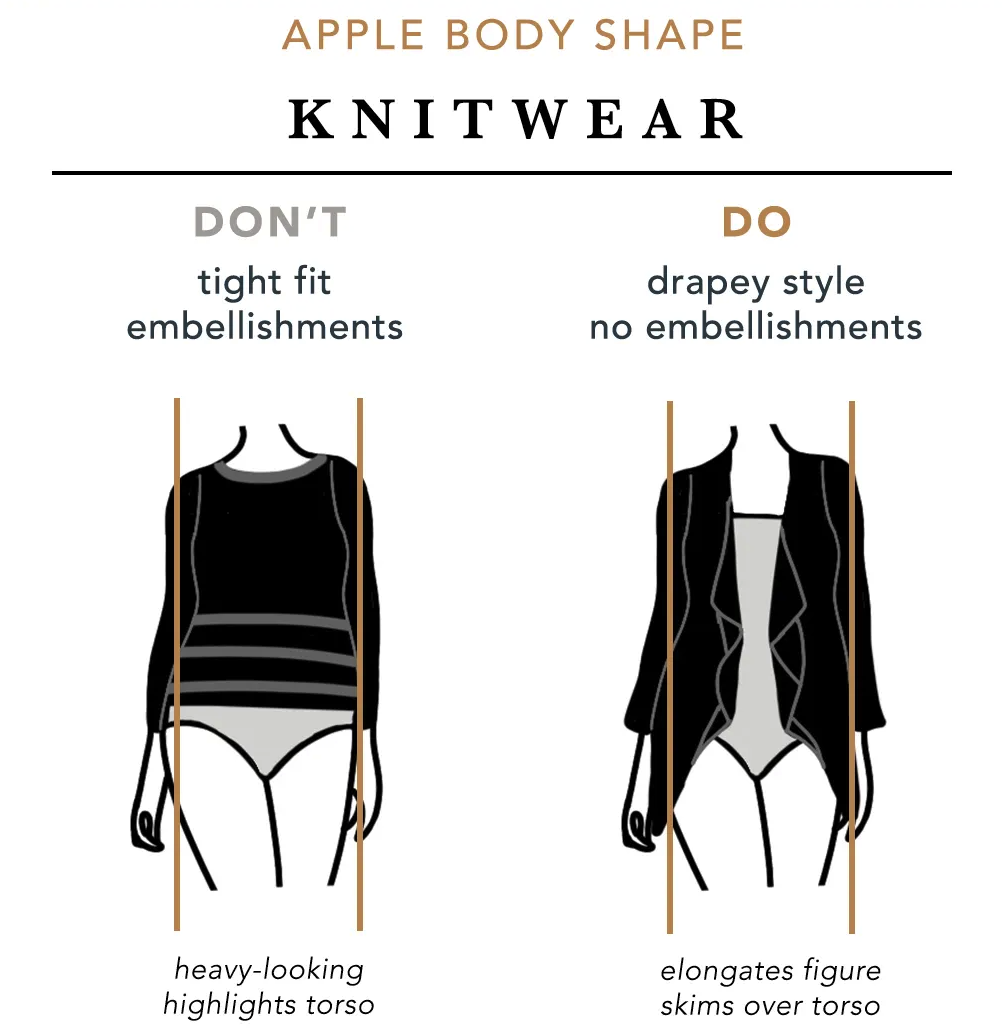 APPLE BODY SHAPE
KNITWEAR
DON'T
tight fit
embellishments
heavy-looking
highlights torso
DO
drapey style
no embellishments
elongates figure
skims over torso